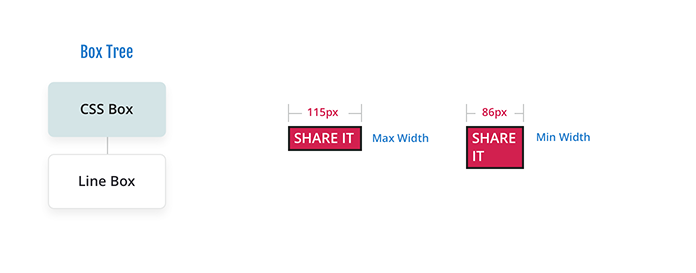 Box Tree
CSS Box
Line Box
115px
SHARE IT
Max Width
86px
SHARE
IT
Min Width